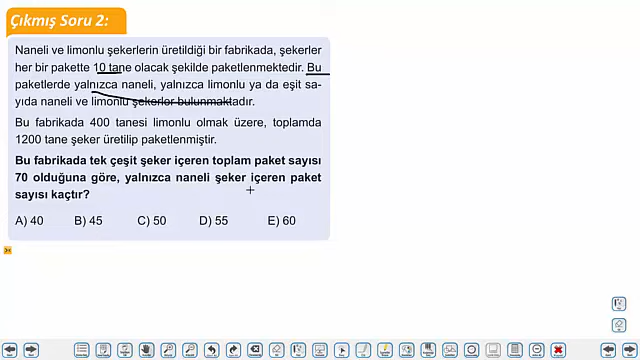 Çıkmış Soru 2:
Naneli ve limonlu şekerlerin üretildiği bir fabrikada, şekerler
her bir pakette 10 tane olacak şekilde paketlenmektedir. Bu
paketlerde yalnızca naneli, yalnızca limonlu ya da eşit sa-
yıda naneli ve limonlu şekerler bulunmaktadır.
Bu fabrikada 400 tanesi limonlu olmak üzere, toplamda
1200 tane şeker üretilip paketlenmiştir.
Bu fabrikada tek çeşit şeker içeren toplam paket sayısı
70 olduğuna göre, yalnızca naneli şeker içeren paket
sayısı kaçtır?
A) 40 B) 45 C) 50 D) 55 E) 60